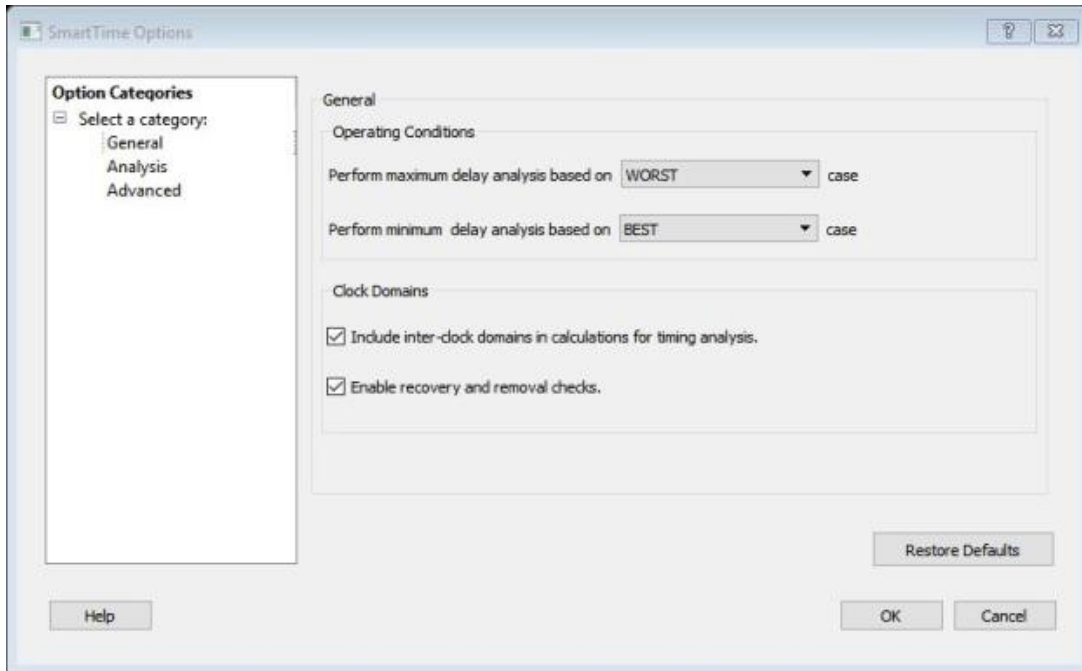 SmartTime Options
Option Categories
Select a category:
General
Analysis
Advanced
General
Operating Conditions
Perform maximum delay analysis based on WORST case
Perform minimum delay analysis based on BEST case
Clock Domains
Include inter-clock domains in calculations for timing analysis.
Enable recovery and removal checks.
Restore Defaults
Help OK Cancel